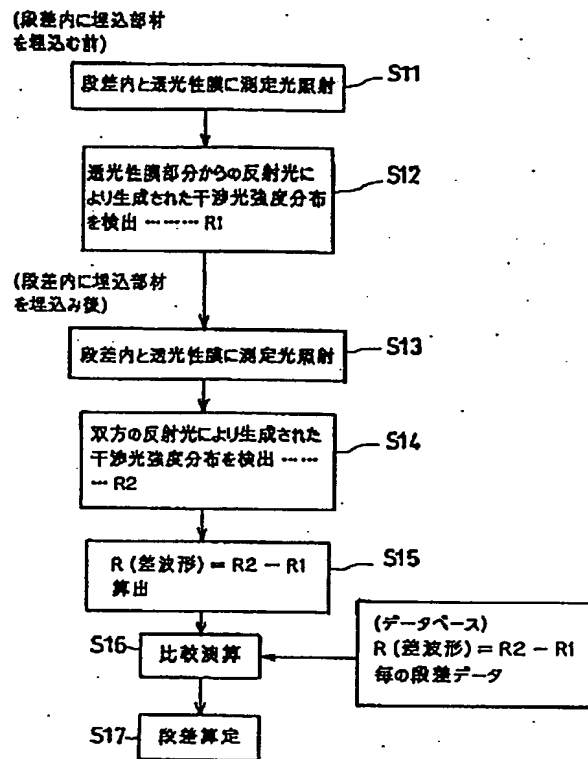 (段差内に埋込部材
を埋込む前)
段差内と透光性膜に測定光照射
S11
透光性膜部分からの反射光に
より生成された干渉光強度分布
を検出 ……… R1
S12
(段差内に埋込部材
を埋込み後)
段差内と透光性膜に測定光照射
S13
双方の反射光により生成された
干渉光強度分布を検出 ……
… R2
S14
R (差波形) = R2 − R1
算出
S15
S16
比較演算
(データベース)
R (差波形) = R2 − R1
毎の段差データ
S17
段差算定